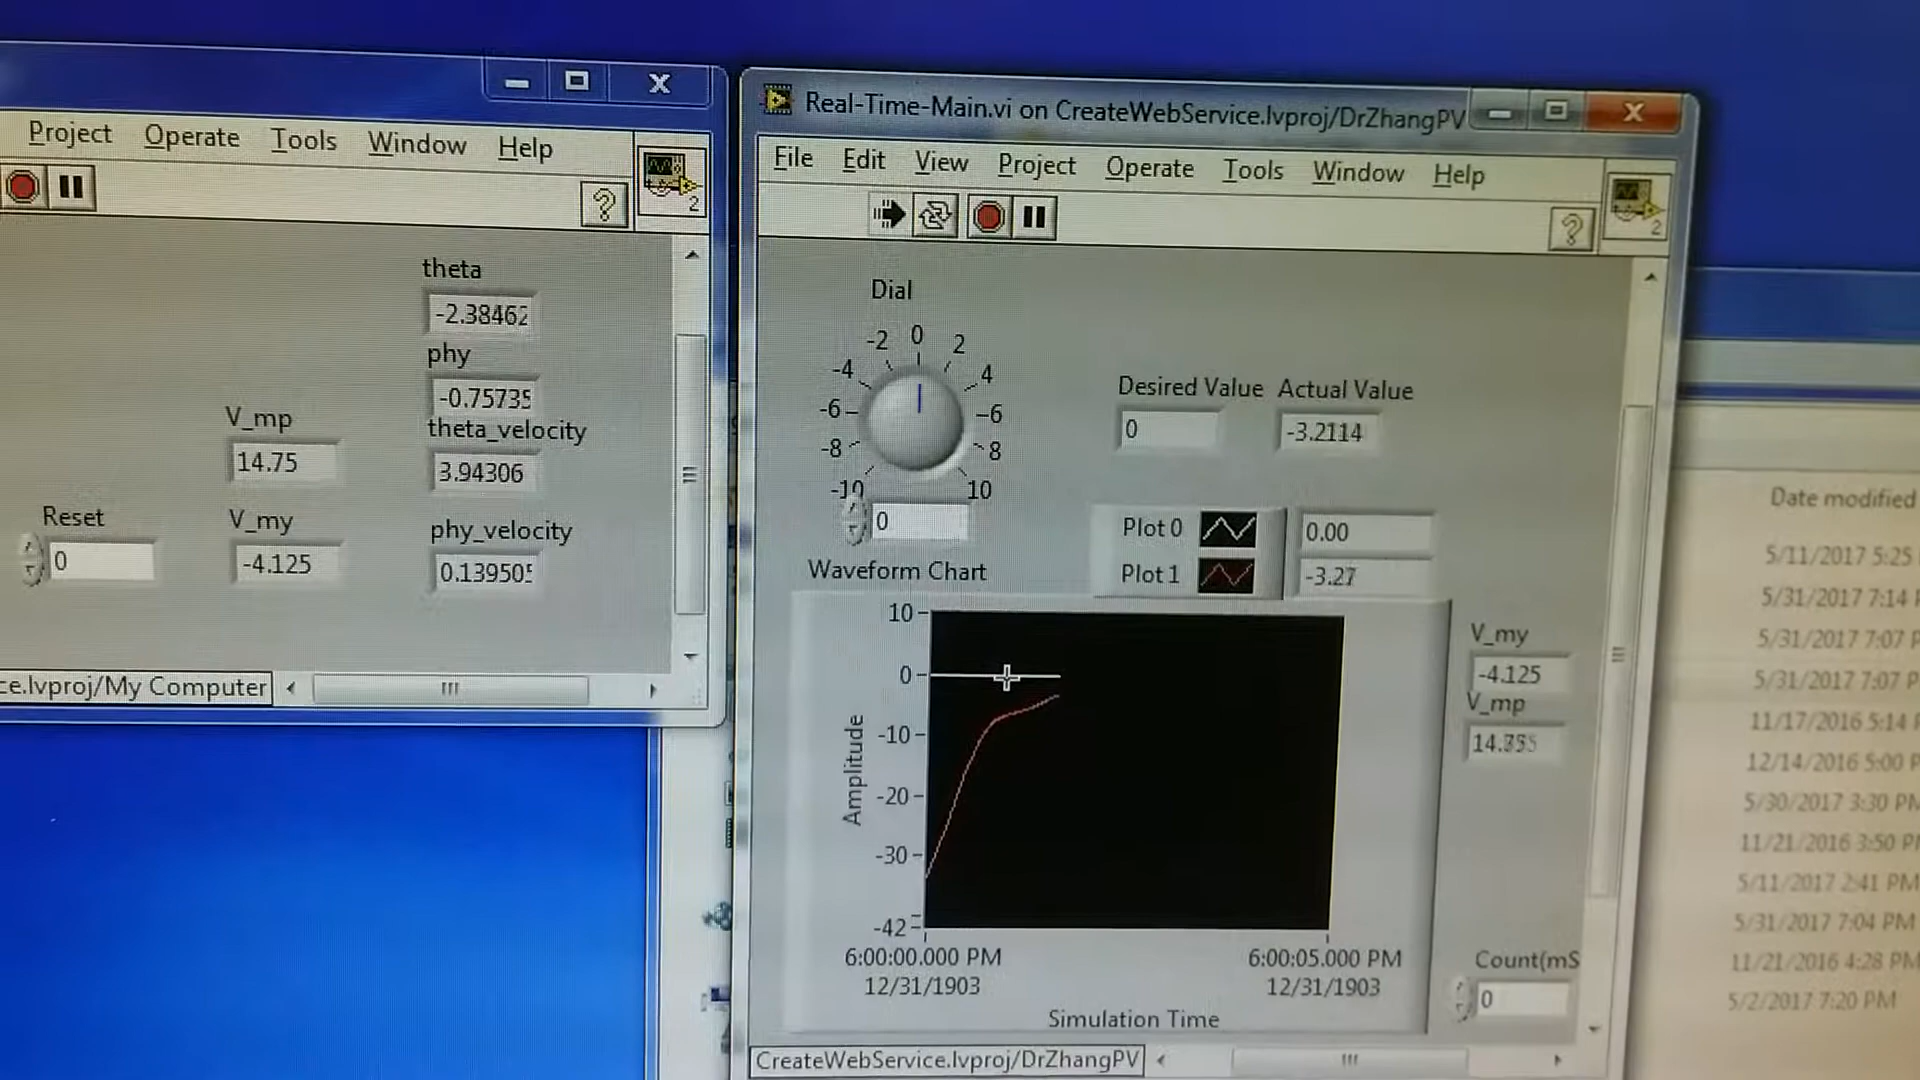 Project Operate Tools Window Help
2
theta
-2.38462
phy
-0.75735
V_mp
theta_velocity
14.75
3.94306
Reset
V_my
phy_velocity
0
-4.125
0.139505
ce.lvproj/My Computer
Real-Time-Main.vi on CreateWebService.lvproj/DrZhangPV
File Edit View Project Operate Tools Window Help
2
Dial
-10 -8 -6 -4 -2 0 2 4 6 8 10
0
Desired Value Actual Value
0 -3.2114
Plot 0 0.00
Plot 1 -3.27
Waveform Chart
10
0
-10
-20
-30
-42
Amplitude
6:00:00.000 PM 6:00:05.000 PM
12/31/1903 12/31/1903
Simulation Time
V_my
-4.125
V_mp
Count(mS
0
CreateWebService.lvproj/DrZhangPV
Date modified
5/11/2017 5:25
5/31/2017 7:14
5/31/2017 7:07 P
5/31/2017 7:07 P
11/17/2016 5:14
12/14/2016 5:00 P
5/30/2017 3:30 PM
11/21/2016 3:50 P
5/11/2017 2:41 PM
5/31/2017 7:04 PM
11/21/2016 4:28 PM
5/2/2017 7:20 PM